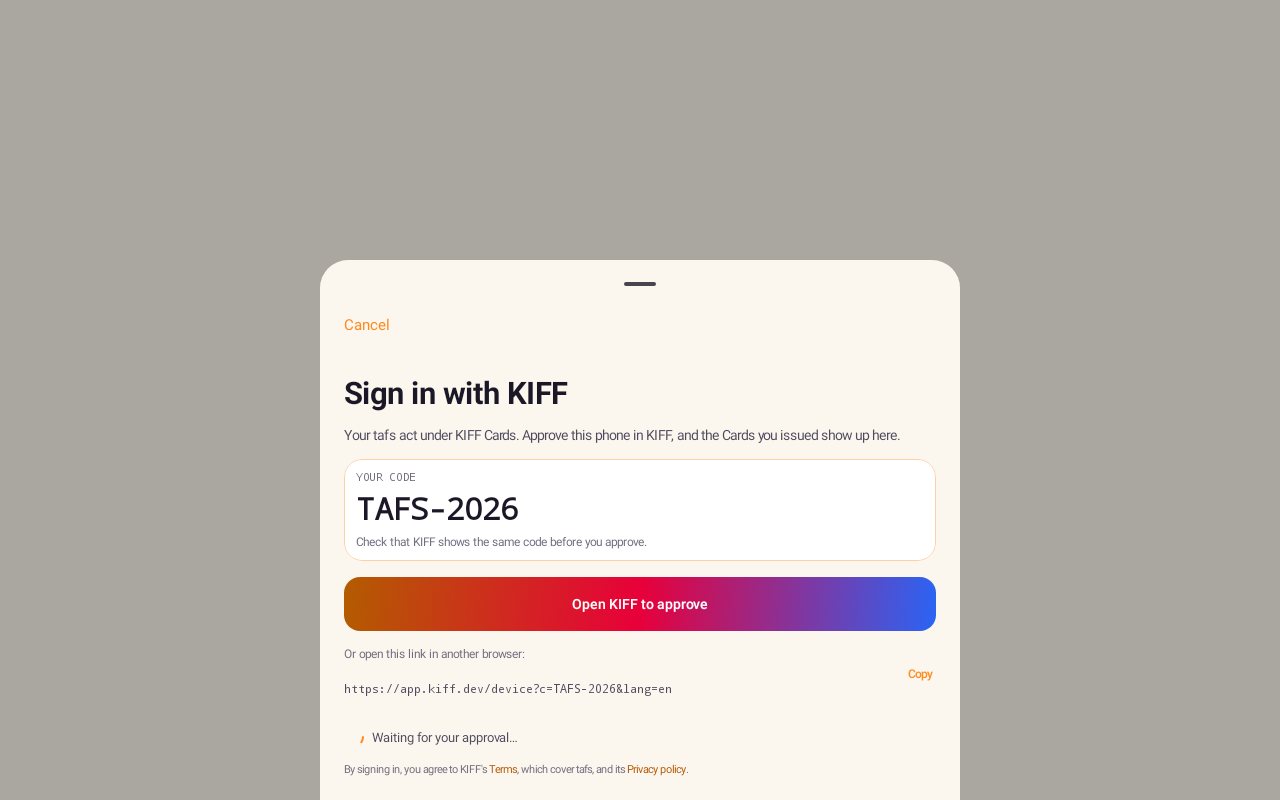 Cancel
Sign in with KIFF
Your tafs act under KIFF Cards. Approve this phone in KIFF, and the Cards you issued show up here.
YOUR CODE
TAFS-2026
Check that KIFF shows the same code before you approve.
Open KIFF to approve
Or open this link in another browser:
Copy
https://app.kiff.dev/device?c=TAFS-2026&lang=en
Waiting for your approval…
By signing in, you agree to KIFF's Terms, which cover tafs, and its Privacy policy.